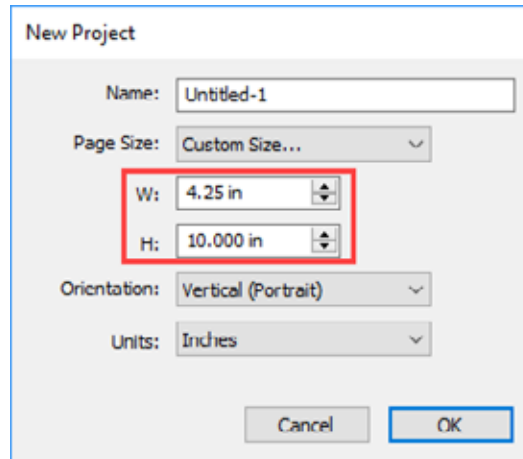 New Project
Name: Untitled-1
Page Size: Custom Size...
W: 4.25 in
H: 10.000 in
Orientation: Vertical (Portrait)
Units: Inches
Cancel OK